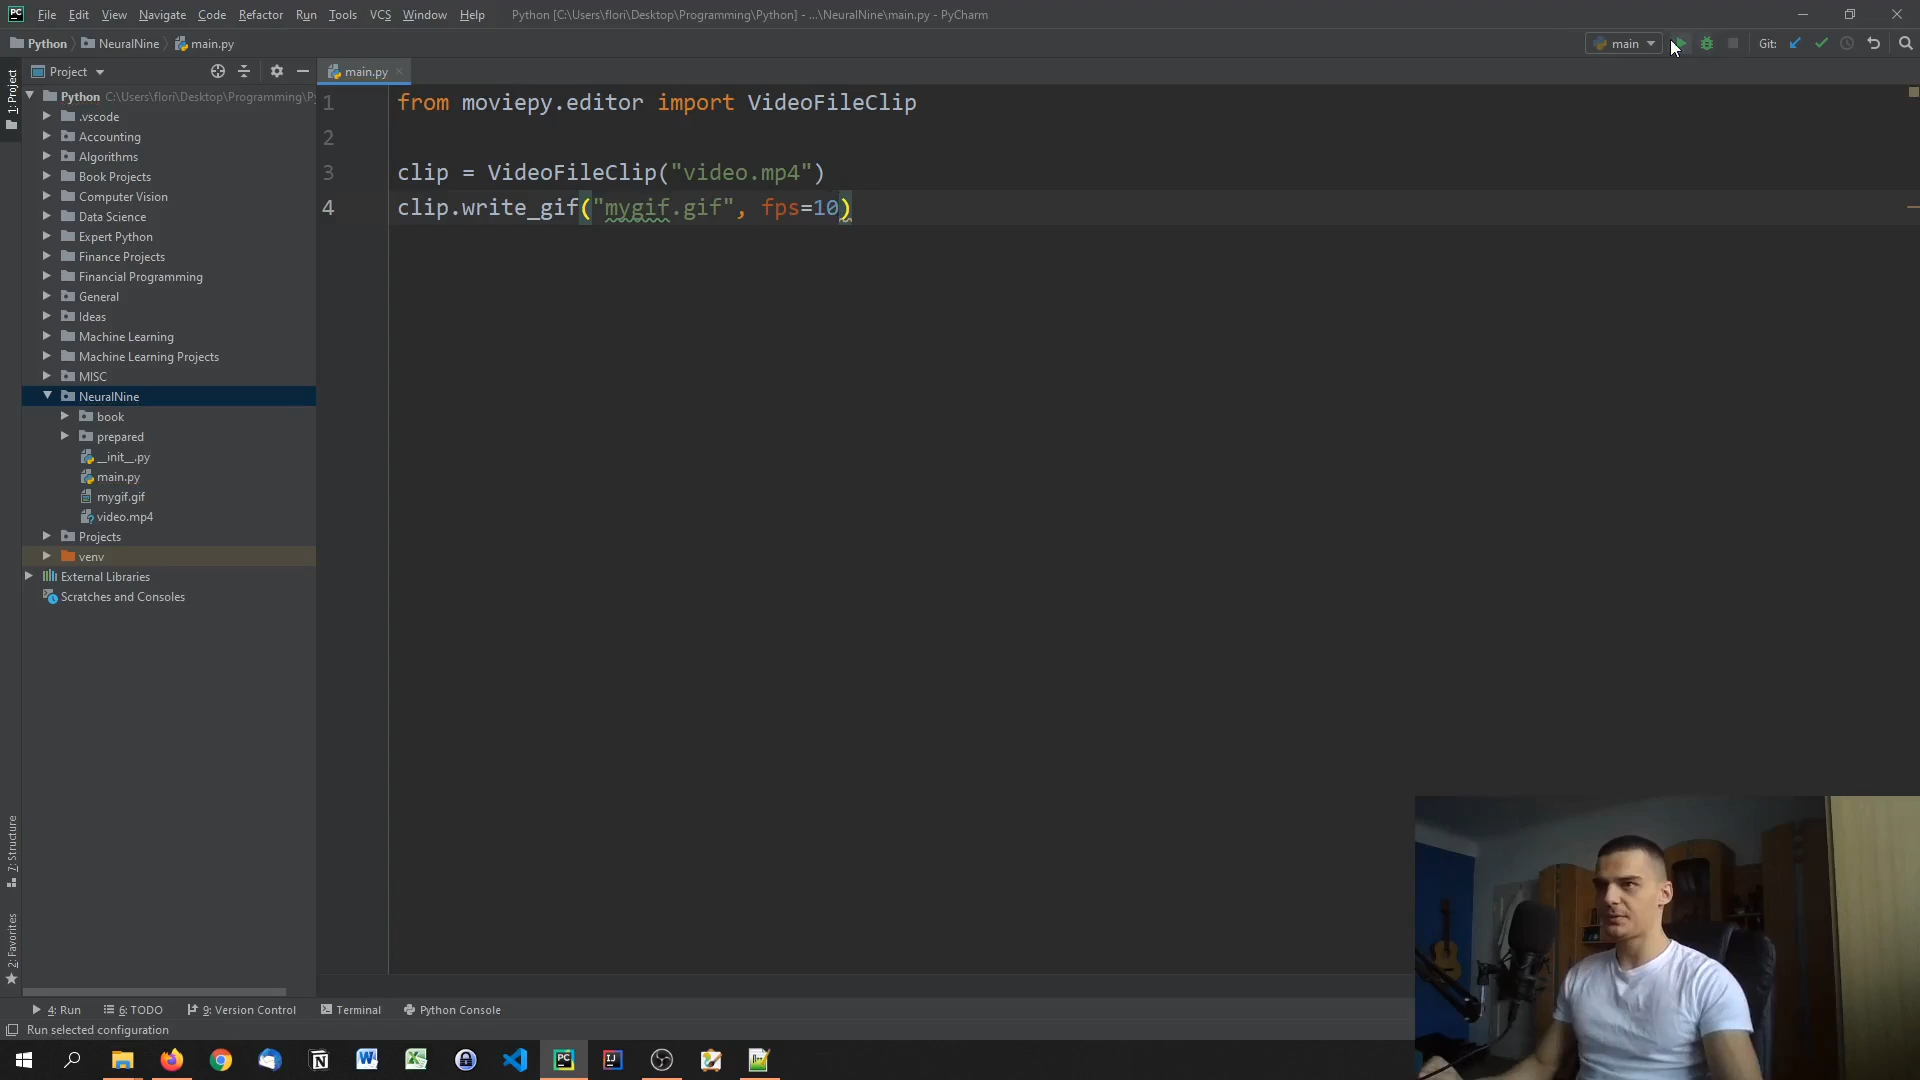 PC File Edit View Navigate Code Refactor Run Tools VCS Window Help Python [C:\Users\flori\Desktop\Programming\Python] - ...\NeuralNine\main.py - PyCharm
Python NeuralNine main.py
main
Git:
Project
main.py
1: Project
Python C:\Users\flori\Desktop\Programming\P
.vscode
Accounting
Algorithms
Book Projects
Computer Vision
Data Science
Expert Python
Finance Projects
Financial Programming
General
Ideas
Machine Learning
Machine Learning Projects
MISC
NeuralNine
book
prepared
__init__.py
main.py
mygif.gif
video.mp4
Projects
venv
External Libraries
Scratches and Consoles
1 from moviepy.editor import VideoFileClip
2
3 clip = VideoFileClip("video.mp4")
4 clip.write_gif("mygif.gif", fps=10)
7: Structure
2: Favorites
4: Run 6: TODO 9: Version Control Terminal Python Console
Run selected configuration